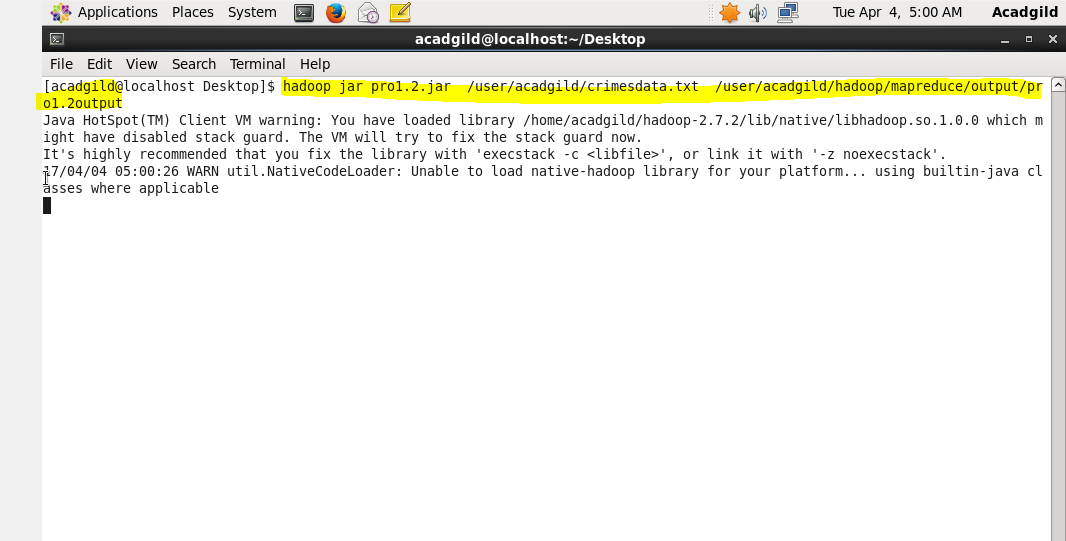 Applications Places System Tue Apr 4, 5:00 AM Acadgild
acadgild@localhost:~/Desktop
File Edit View Search Terminal Help
[acadgild@localhost Desktop]$ hadoop jar pro1.2.jar  /user/acadgild/crimesdata.txt  /user/acadgild/hadoop/mapreduce/output/pr
o1.2output
Java HotSpot(TM) Client VM warning: You have loaded library /home/acadgild/hadoop-2.7.2/lib/native/libhadoop.so.1.0.0 which m
ight have disabled stack guard. The VM will try to fix the stack guard now.
It's highly recommended that you fix the library with 'execstack -c <libfile>', or link it with '-z noexecstack'.
17/04/04 05:00:26 WARN util.NativeCodeLoader: Unable to load native-hadoop library for your platform... using builtin-java cl
asses where applicable